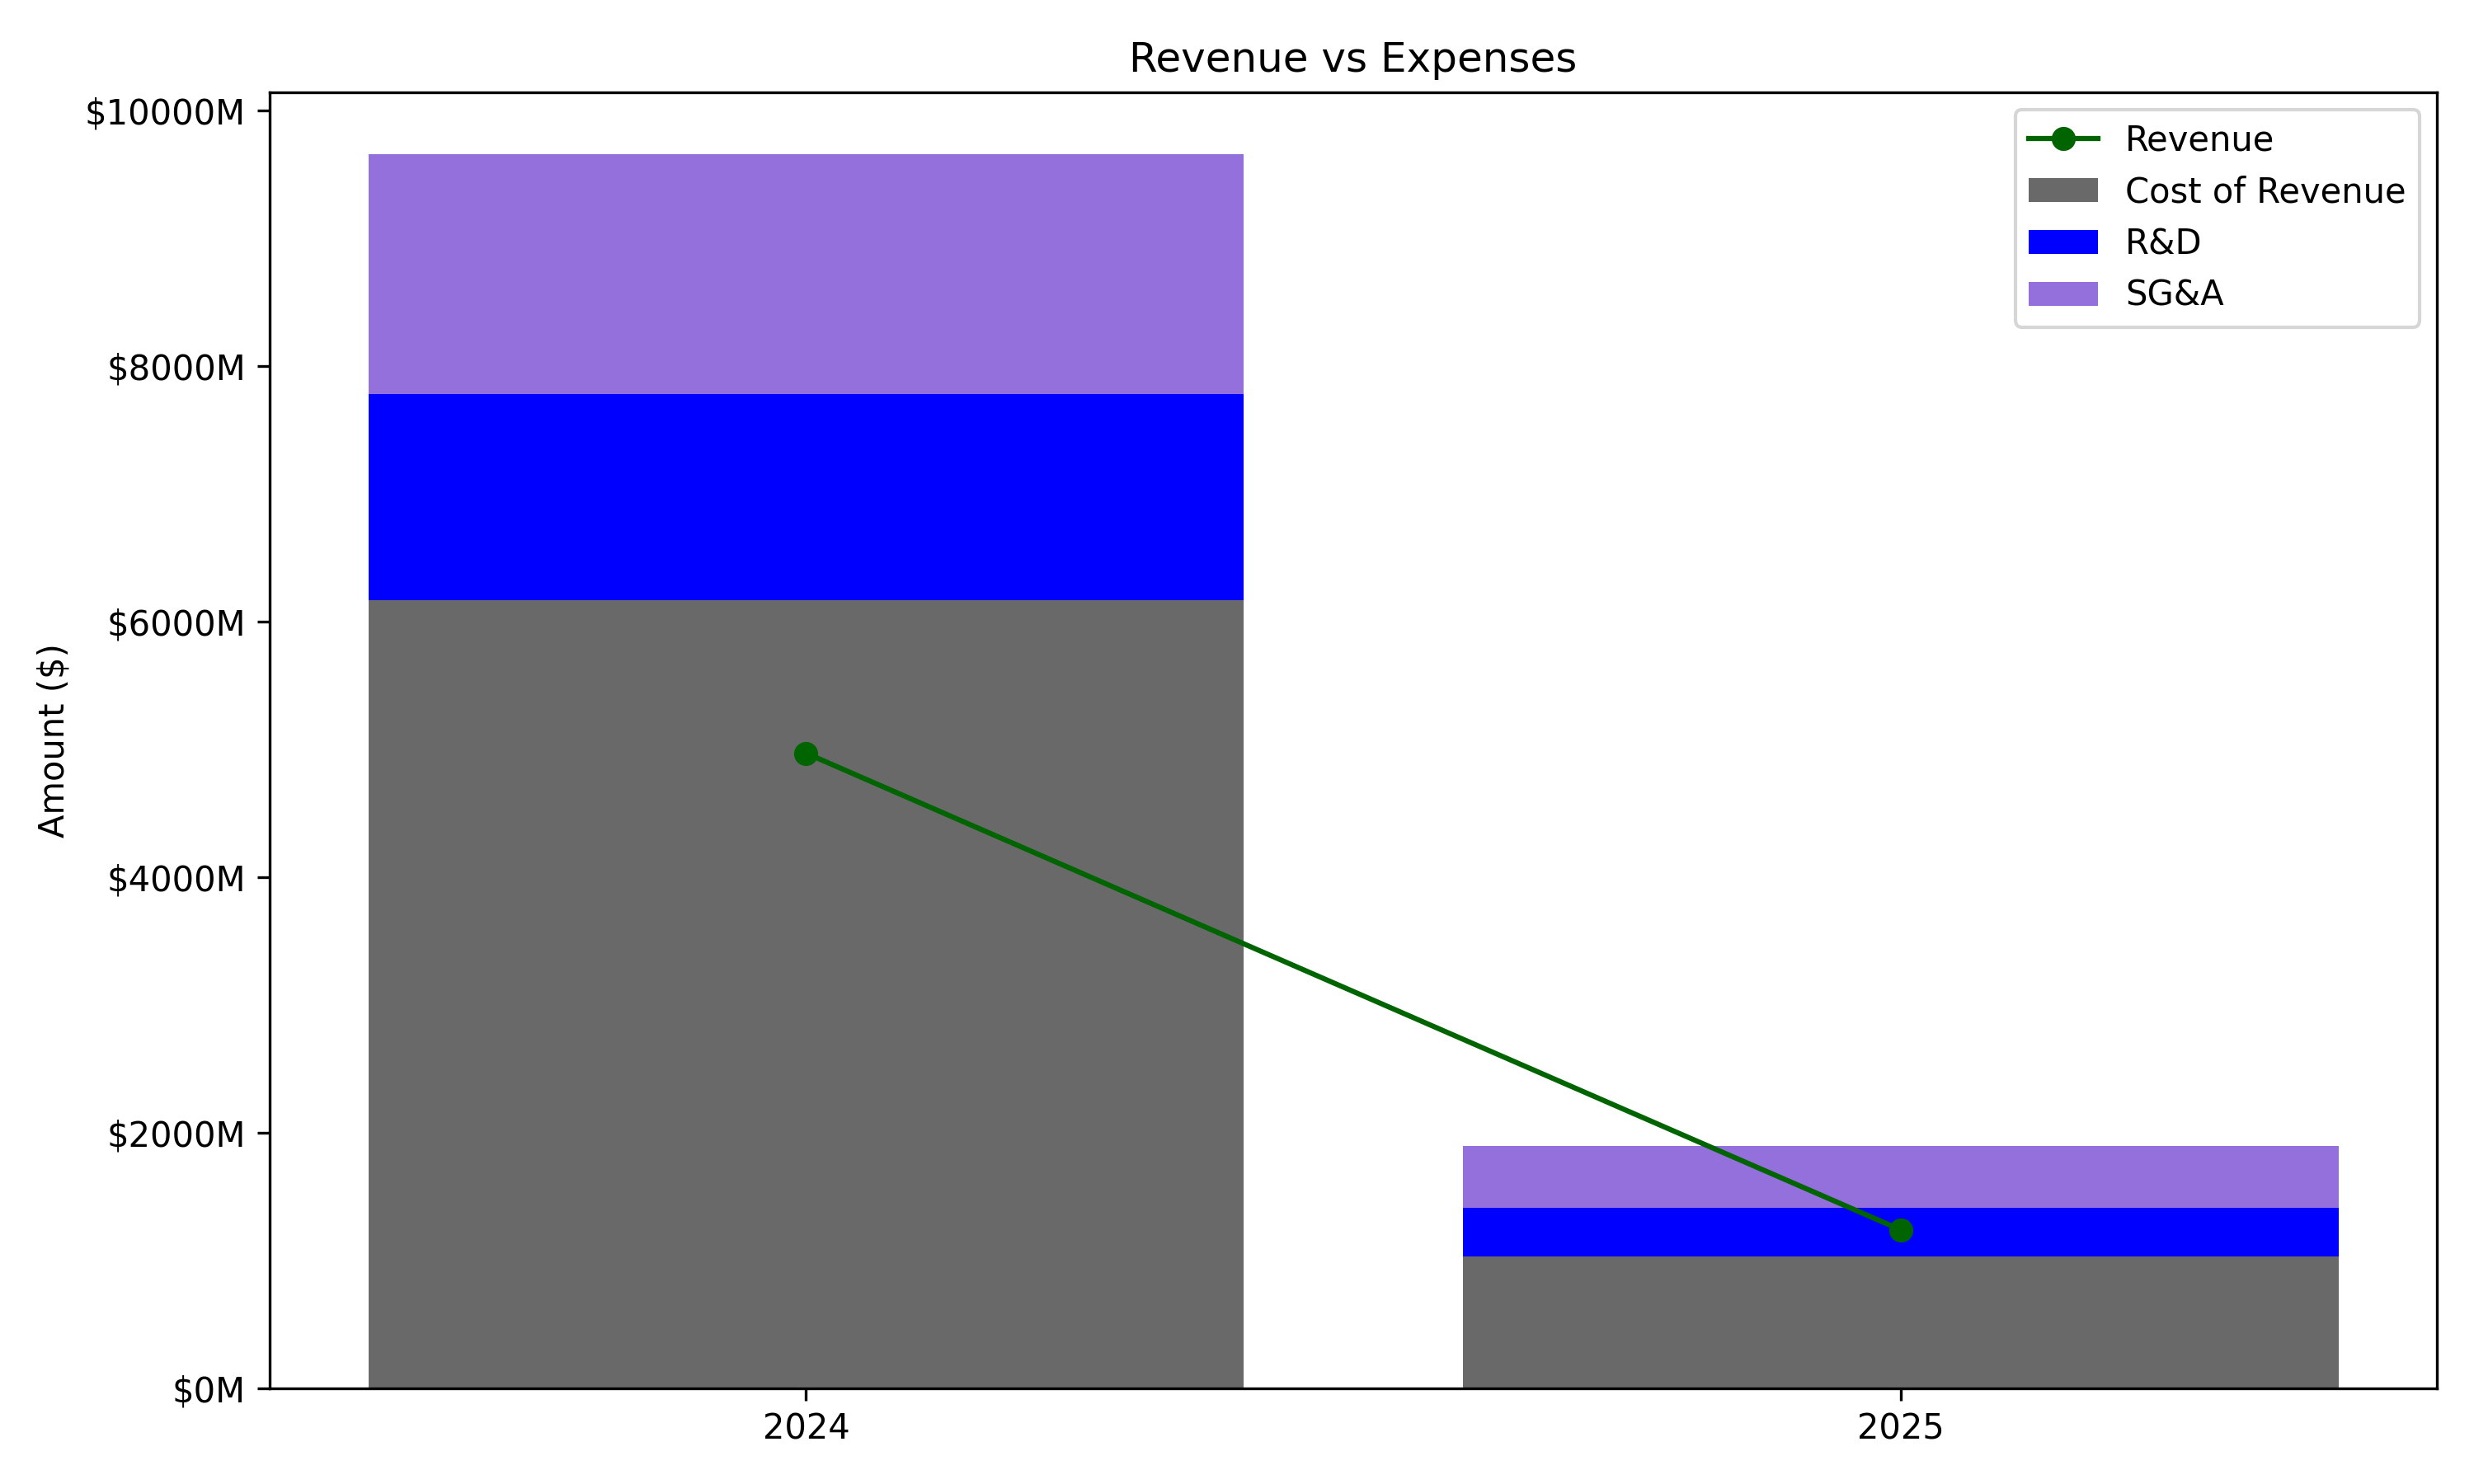 Revenue vs Expenses
$10000M
$8000M
$6000M
$4000M
$2000M
$0M
Amount ($)
Revenue
Cost of Revenue
R&D
SG&A
2024
2025